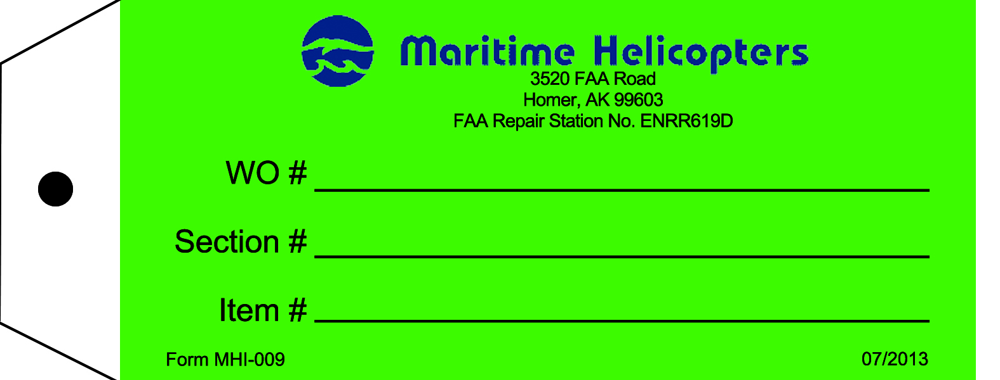 Maritime Helicopters
3520 FAA Road
Homer, AK 99603
FAA Repair Station No. ENRR619D
WO #
Section #
Item #
Form MHI-009
07/2013